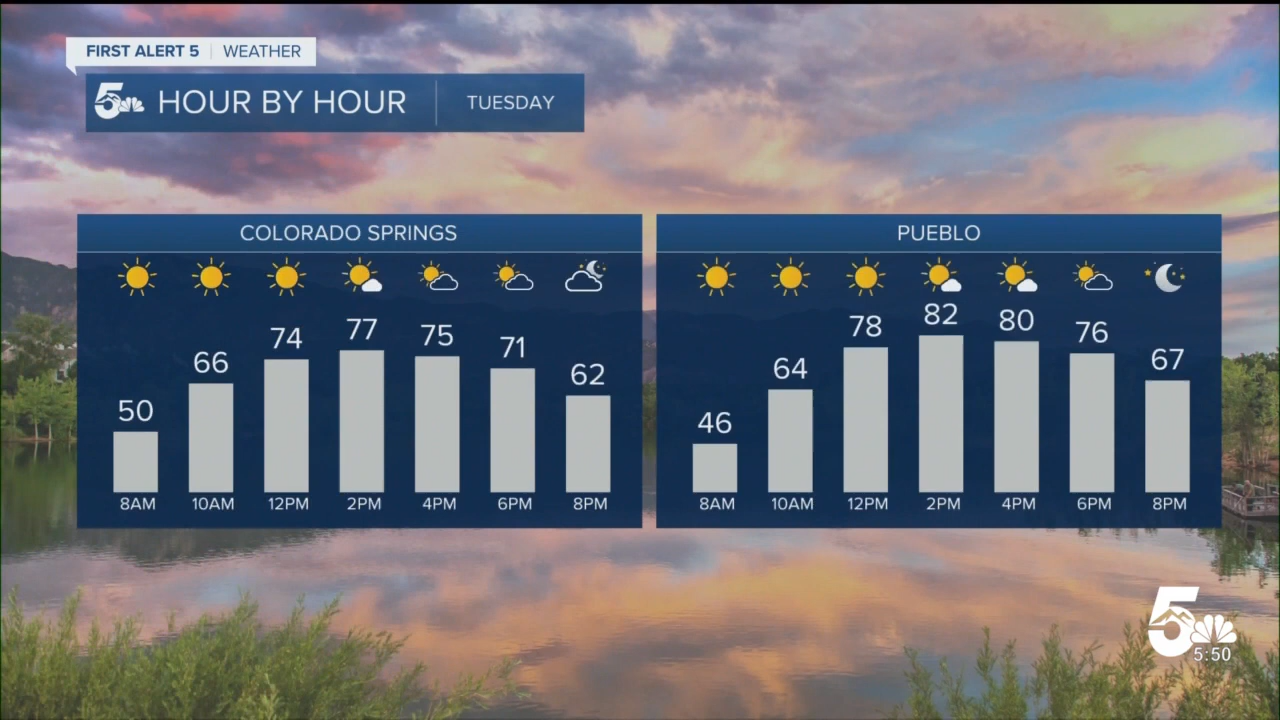 FIRST ALERT 5 | WEATHER
5 HOUR BY HOUR | TUESDAY
COLORADO SPRINGS
50 66 74 77 75 71 62
8AM 10AM 12PM 2PM 4PM 6PM 8PM
PUEBLO
46 64 78 82 80 76 67
8AM 10AM 12PM 2PM 4PM 6PM 8PM
5
5:50